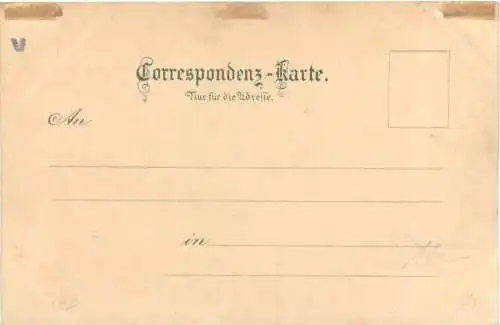 V
Correspondenz-Karte.
Nur für die Adresse.
An
in